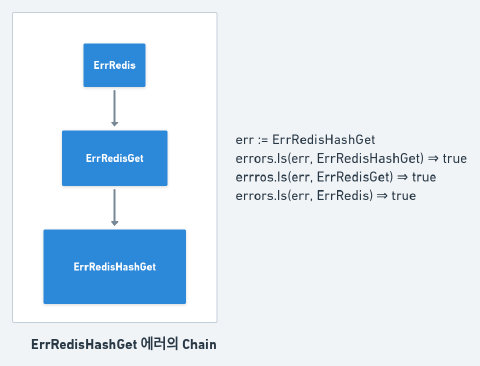 ErrRedis
ErrRedisGet
ErrRedisHashGet
ErrRedisHashGet 에러의 Chain
err := ErrRedisHashGet
errors.Is(err, ErrRedisHashGet) ⇒ true
erros.Is(err, ErrRedisGet) ⇒ true
errors.Is(err, ErrRedis) ⇒ true